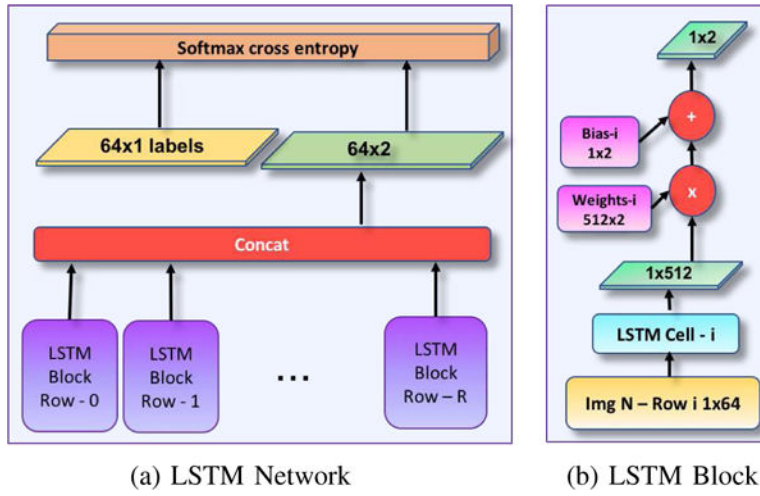 Softmax cross entropy
64x1 labels
64x2
Concat
LSTM
Block
Row - 0
LSTM
Block
Row - 1
...
LSTM
Block
Row – R
(a) LSTM Network
1x2
+
Bias-i
1x2
x
Weights-i
512x2
1x512
LSTM Cell - i
Img N – Row i 1x64
(b) LSTM Block